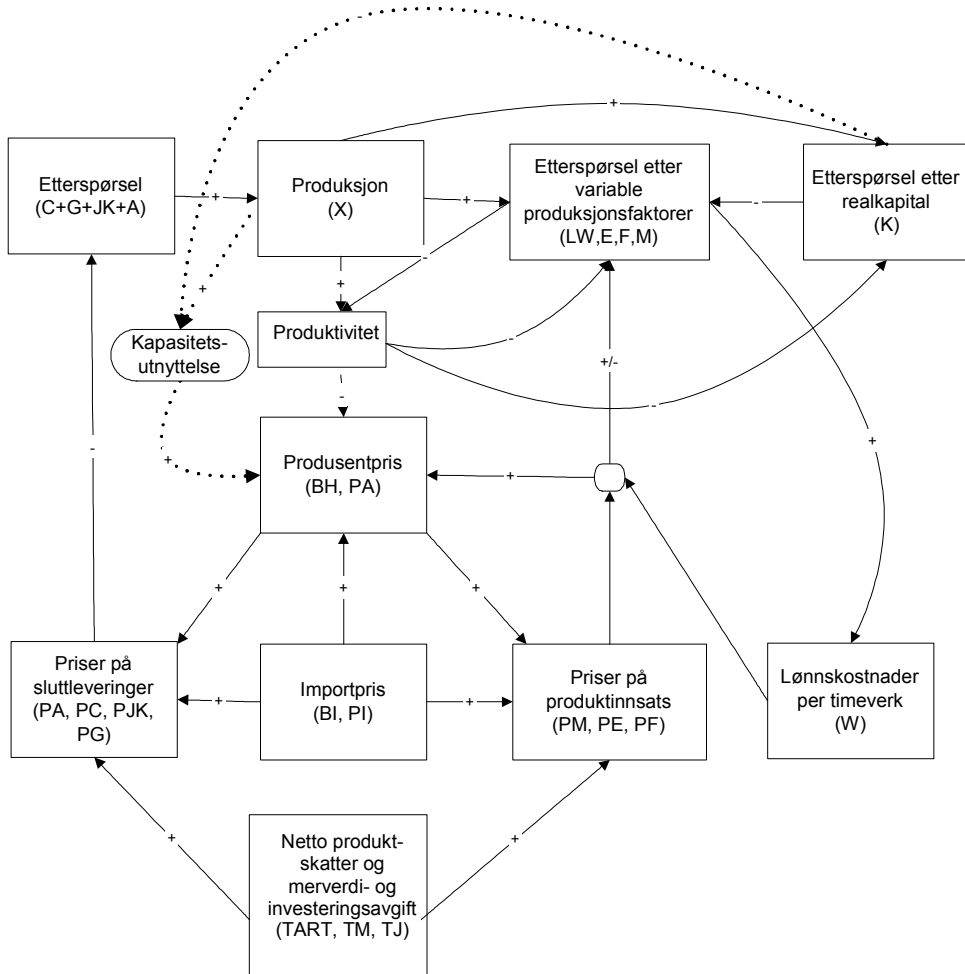 -
+
Etterspørsel
(C+G+JK+A)
+
Produksjon
(X)
+
Etterspørsel etter
variable
produksjonsfaktorer
(LW,E,F,M)
-
Etterspørsel etter
realkapital
(K)
+
+
-
Kapasitets-
utnyttelse
Produktivitet
-
+/-
-
-
-
+
+
Produsentpris
(BH, PA)
+
+
+
+
Priser på
sluttleveringer
(PA, PC, PJK,
PG)
+
Importpris
(BI, PI)
+
Priser på
produktinnsats
(PM, PE, PF)
Lønnskostnader
per timeverk
(W)
+
+
Netto produkt-
skatter og
merverdi- og
investeringsavgift
(TART, TM, TJ)